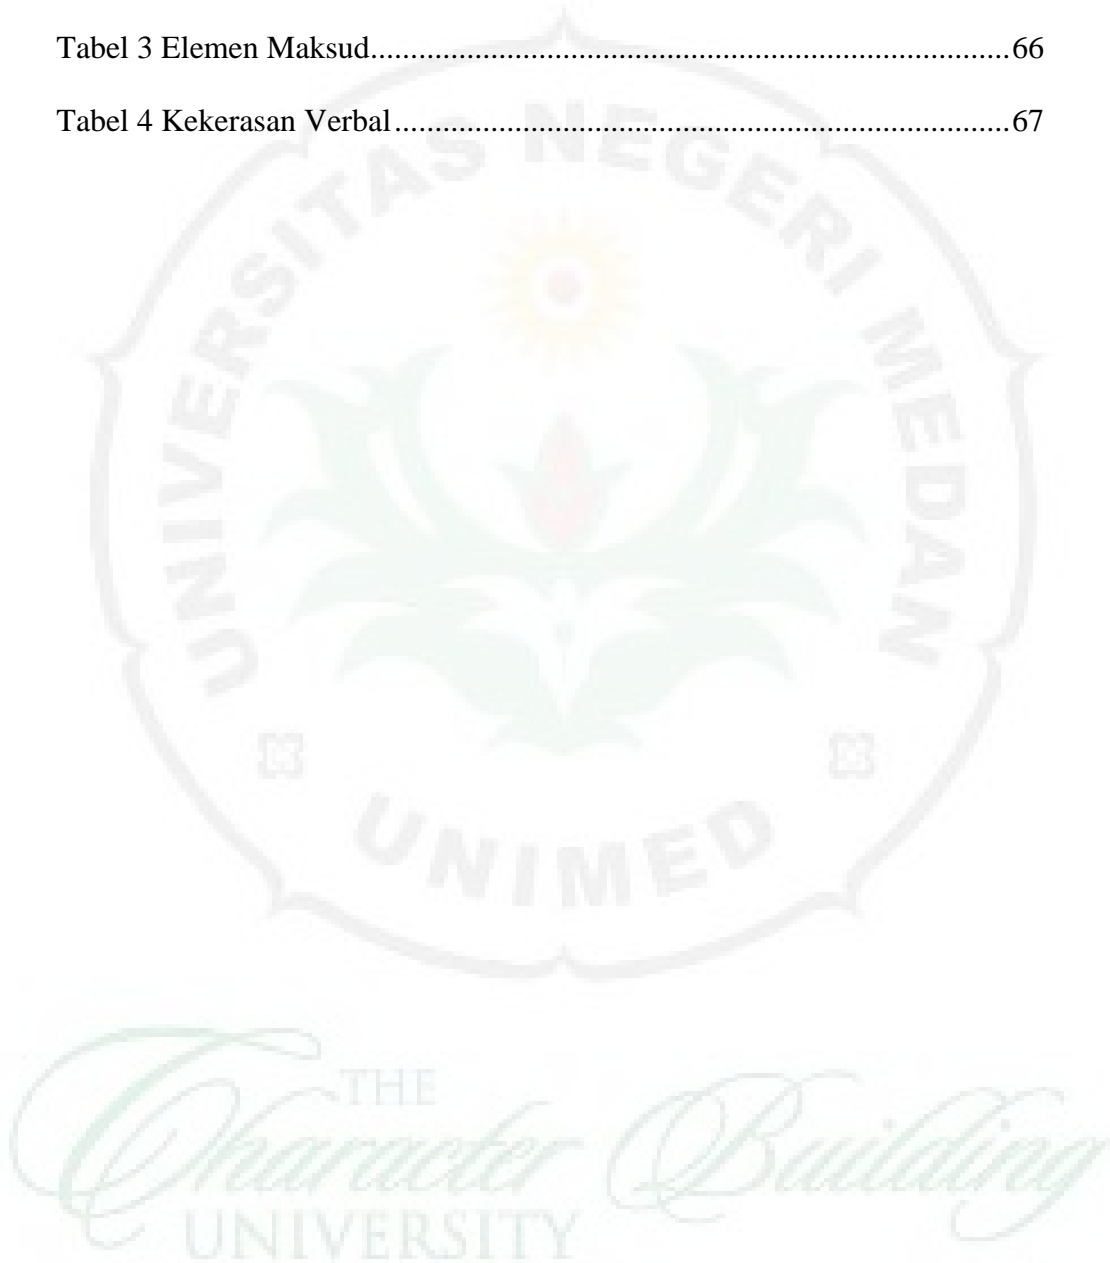 Tabel 3 Elemen Maksud................................................................................66
Tabel 4 Kekerasan Verbal.............................................................................67
UNIVERSITAS NEGERI MEDAN
UNIMED
THE
Character Building
UNIVERSITY